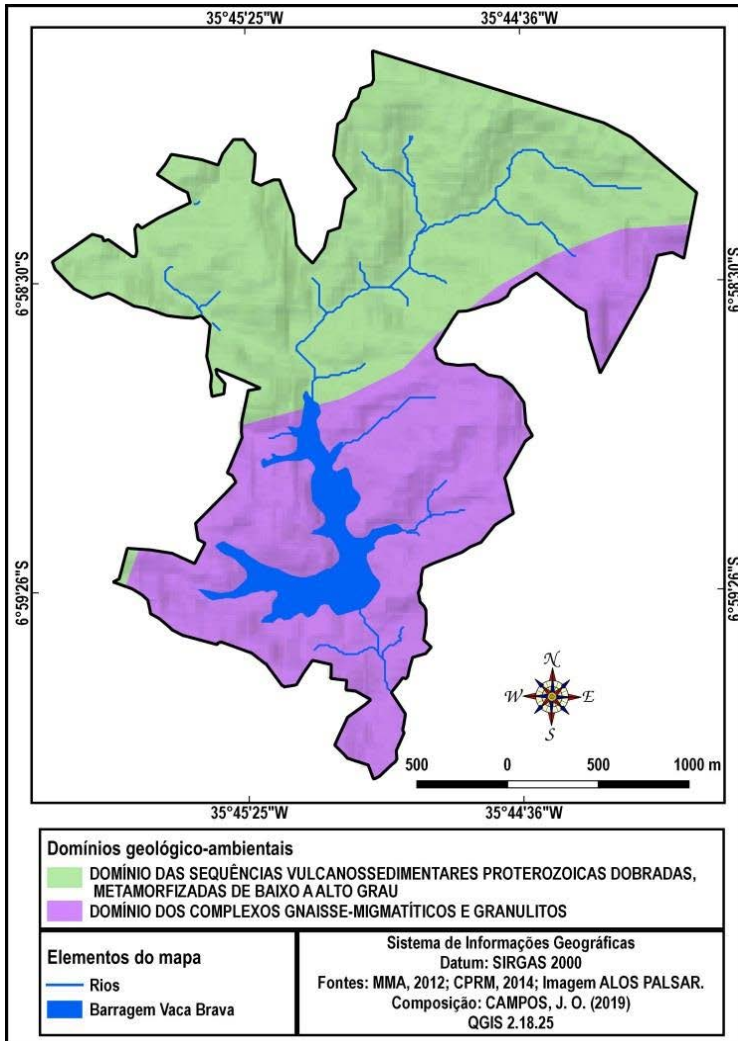 35°45'25"W 35°44'36"W
6°58'30"S 6°58'30"S
6°59'26"S 6°59'26"S
N
W E
S
500 0 500 1000 m
35°45'25"W 35°44'36"W
Domínios geológico-ambientais
DOMÍNIO DAS SEQUÊNCIAS VULCANOSSEDIMENTARES PROTEROZOICAS DOBRADAS,
METAMORFIZADAS DE BAIXO A ALTO GRAU
DOMÍNIO DOS COMPLEXOS GNAISSE-MIGMATÍTICOS E GRANULITOS
Elementos do mapa
Rios
Barragem Vaca Brava
Sistema de Informações Geográficas
Datum: SIRGAS 2000
Fontes: MMA, 2012; CPRM, 2014; Imagem ALOS PALSAR.
Composição: CAMPOS, J. O. (2019)
QGIS 2.18.25